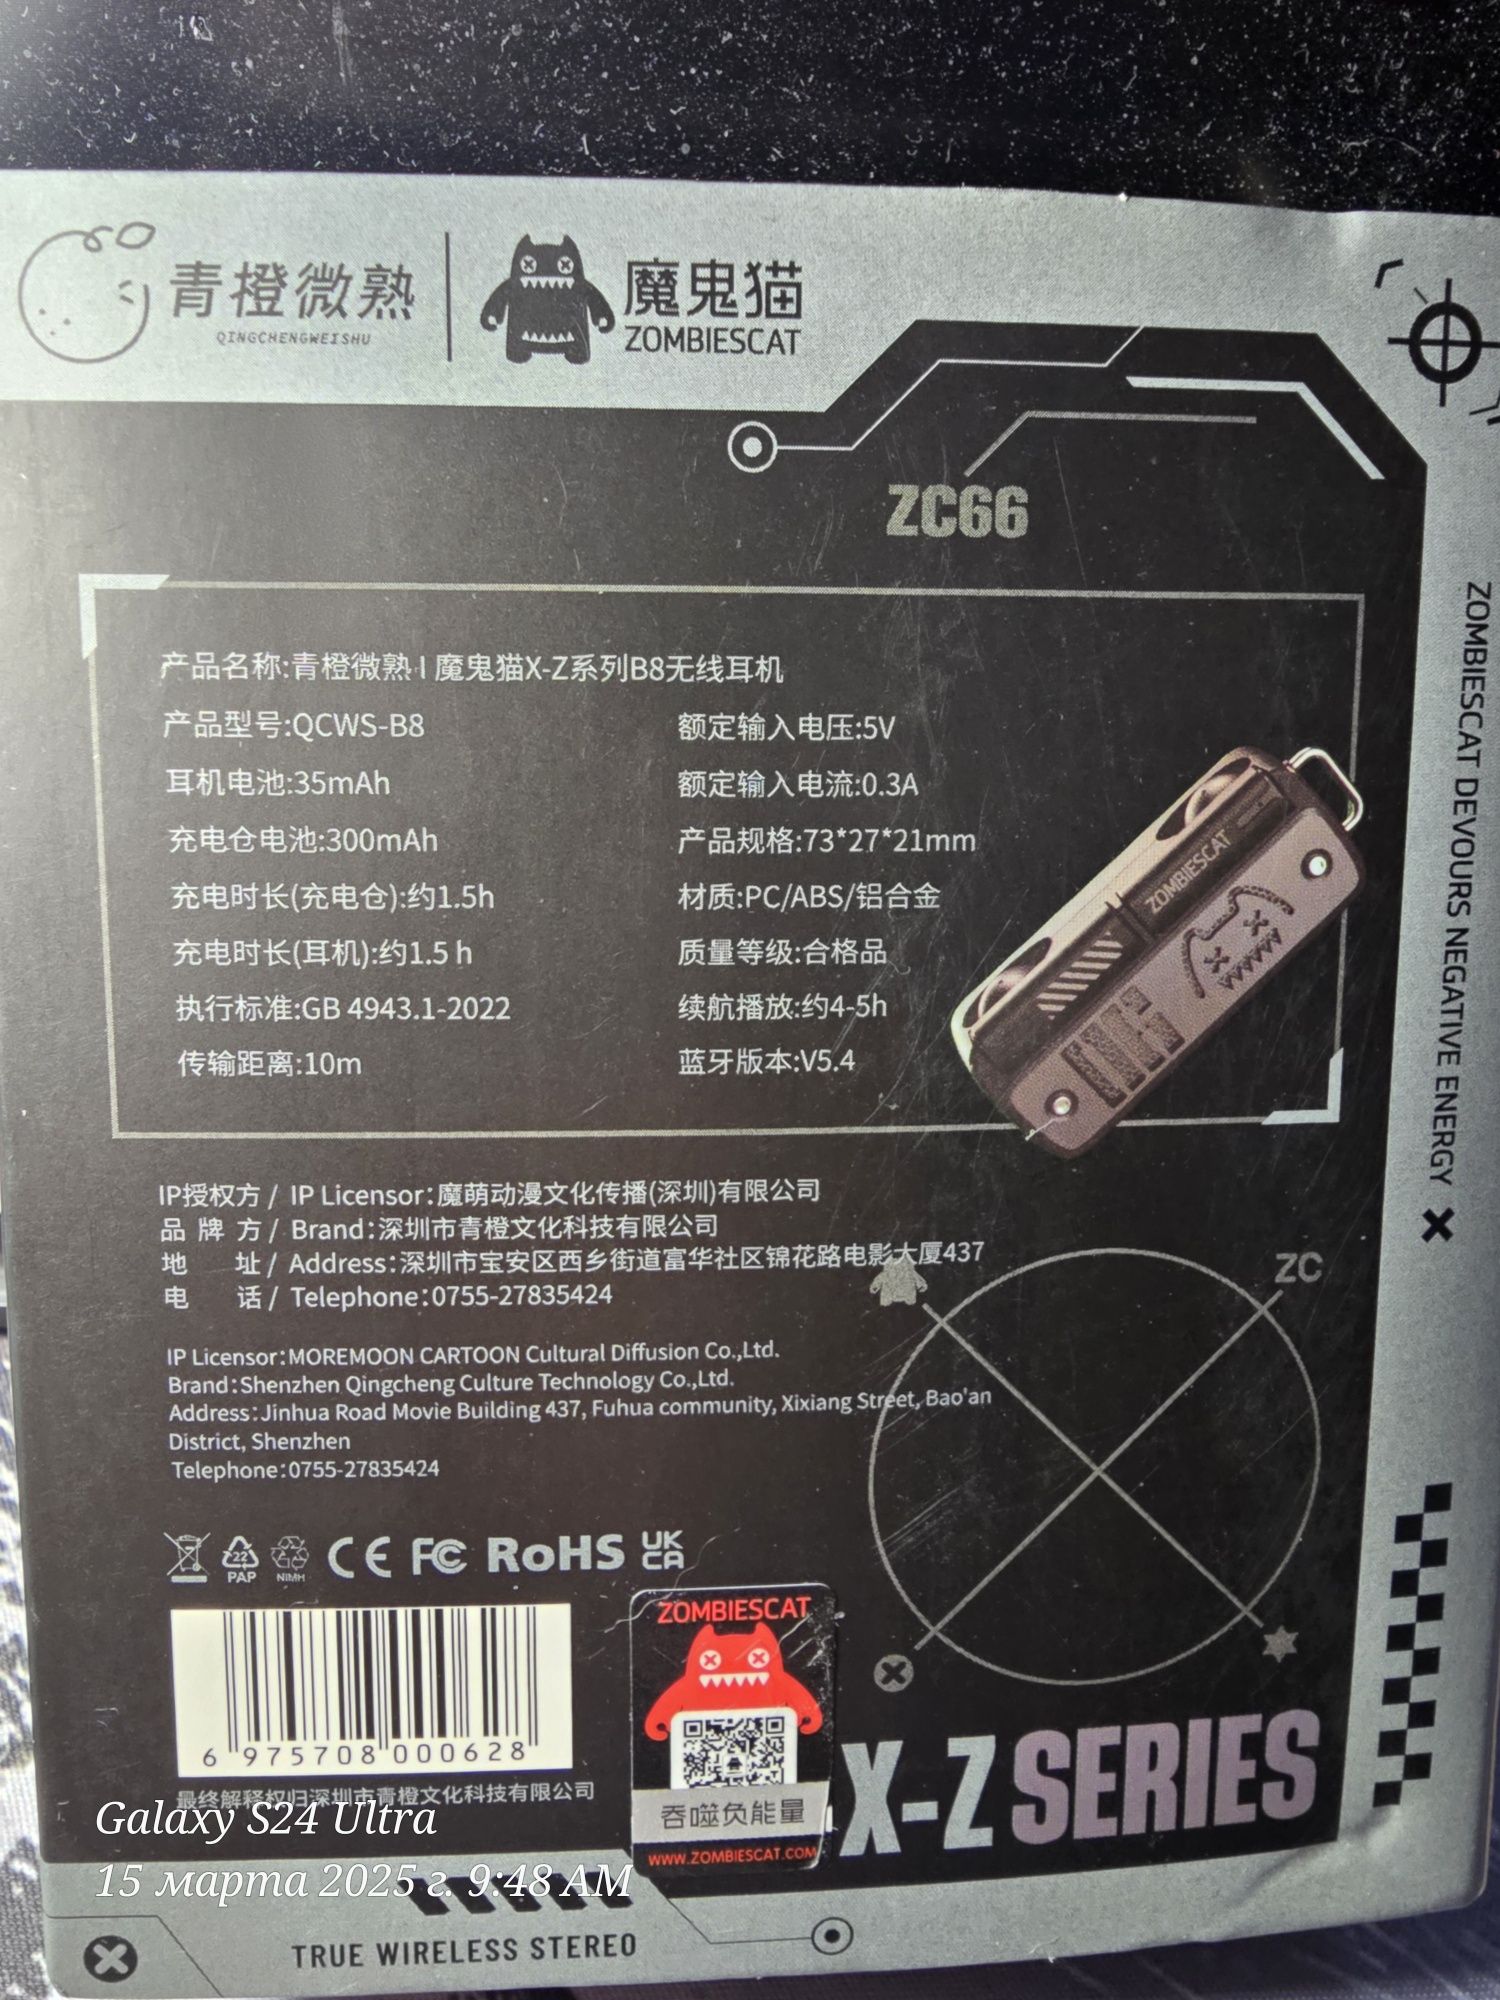 青橙微熟
QINGCHENGWEISHU
魔鬼猫
ZOMBIESCAT
ZC66
产品名称:青橙微熟 I 魔鬼猫X-Z系列B8无线耳机
产品型号:QCWS-B8
额定输入电压:5V
耳机电池:35mAh
额定输入电流:0.3A
充电仓电池:300mAh
产品规格:73*27*21mm
充电时长(充电仓):约1.5h
材质:PC/ABS/铝合金
充电时长(耳机):约1.5 h
质量等级:合格品
执行标准:GB 4943.1-2022
续航播放:约4-5h
传输距离:10m
蓝牙版本:V5.4
ZOMBIESCAT
ZOMBIESCAT DEVOURS NEGATIVE ENERGY
IP授权方 / IP Licensor:魔萌动漫文化传播(深圳)有限公司
品 牌 方 / Brand:深圳市青橙文化科技有限公司
地 址 / Address:深圳市宝安区西乡街道富华社区锦花路电影大厦437
电 话 / Telephone:0755-27835424
ZC
IP Licensor:MOREMOON CARTOON Cultural Diffusion Co.,Ltd.
Brand:Shenzhen Qingcheng Culture Technology Co.,Ltd.
Address:Jinhua Road Movie Building 437, Fuhua community, Xixiang Street, Bao'an
District, Shenzhen
Telephone:0755-27835424
22
PAP
NIMH
CE FC RoHS UK
CA
6 975708 000628
最终解释权归深圳市青橙文化科技有限公司
ZOMBIESCAT
吞噬负能量
WWW.ZOMBIESCAT.COM
X-Z SERIES
Galaxy S24 Ultra
15 марта 2025 г. 9:48 AM
TRUE WIRELESS STEREO